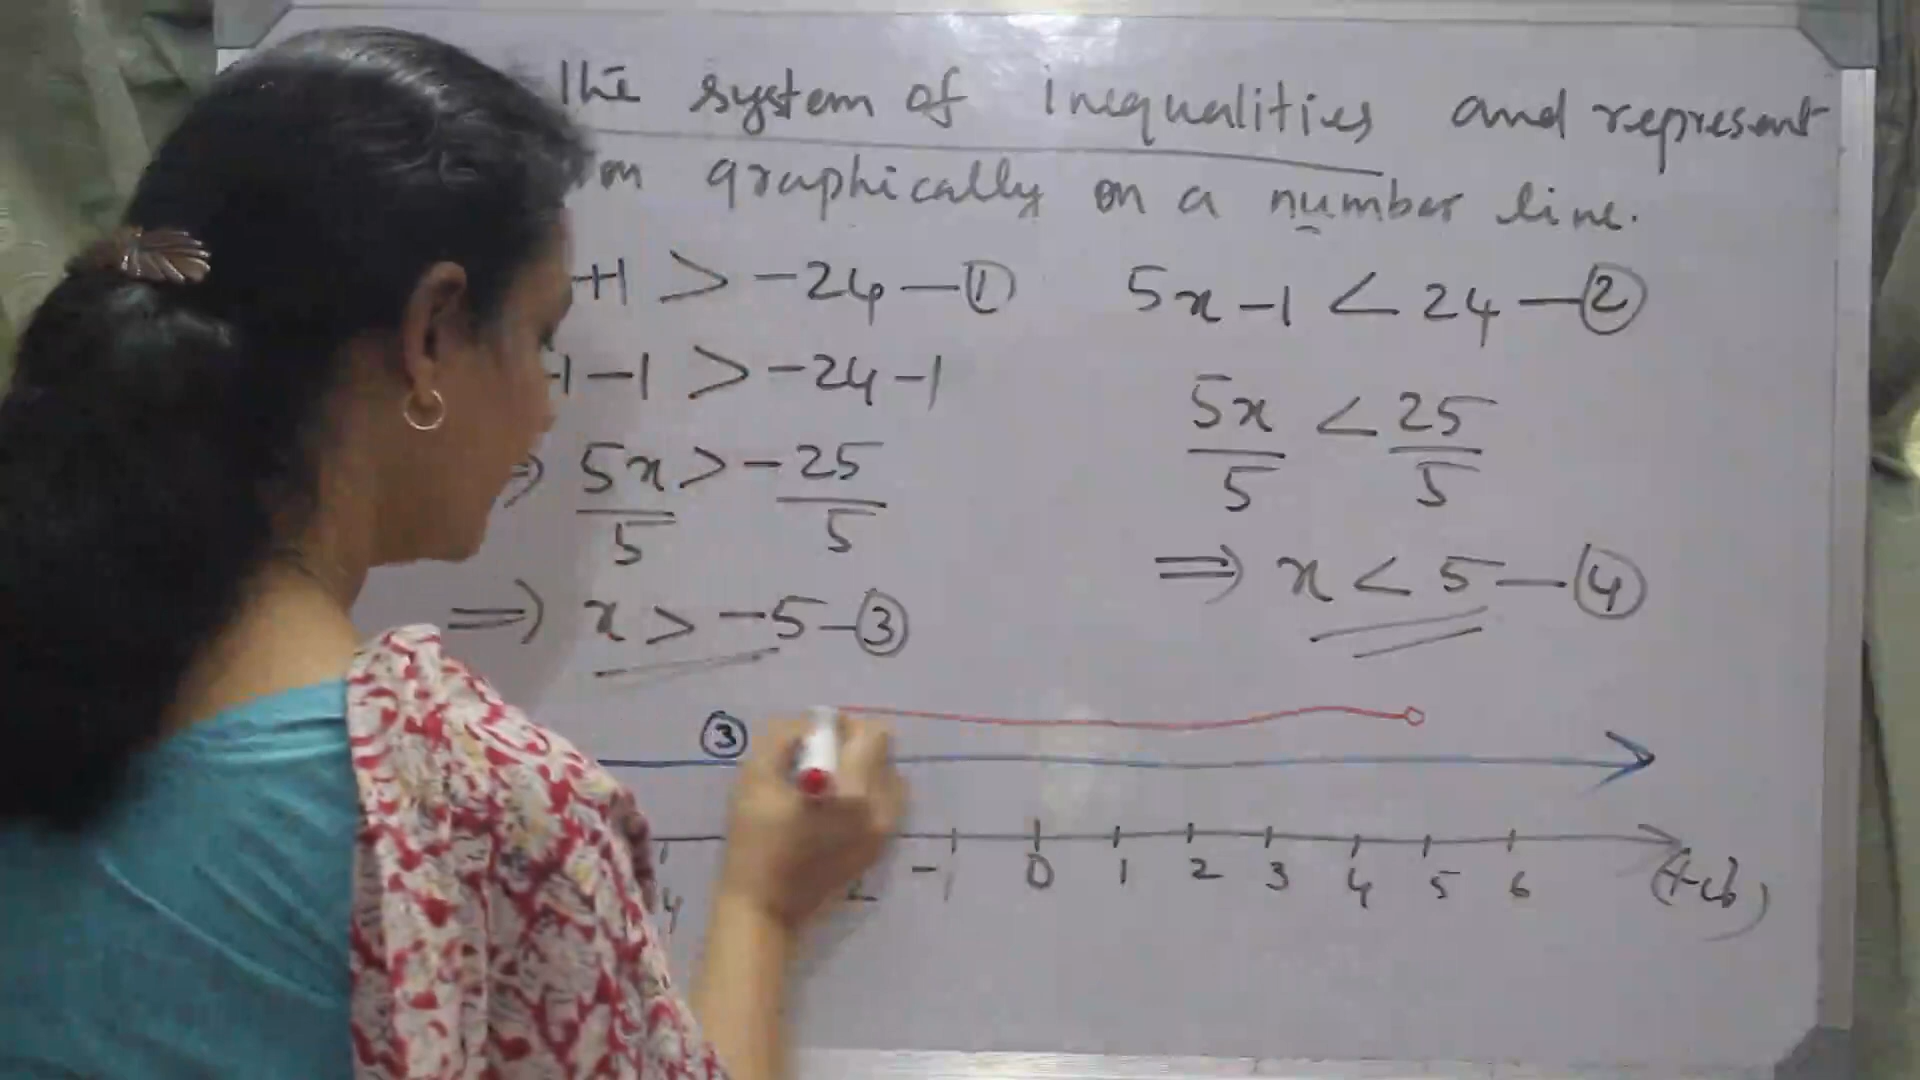 the system of inequalities and represent
graphically on a number line.
+1 > -24 — ①
5x - 1 < 24 — ②
-1 > -24 - 1
5x/5 < 25/5
⇒ 5x/5 > -25/5
⇒ x < 5 — ④
⇒ x > -5 — ③
③
-1 0 1 2 3 4 5 6